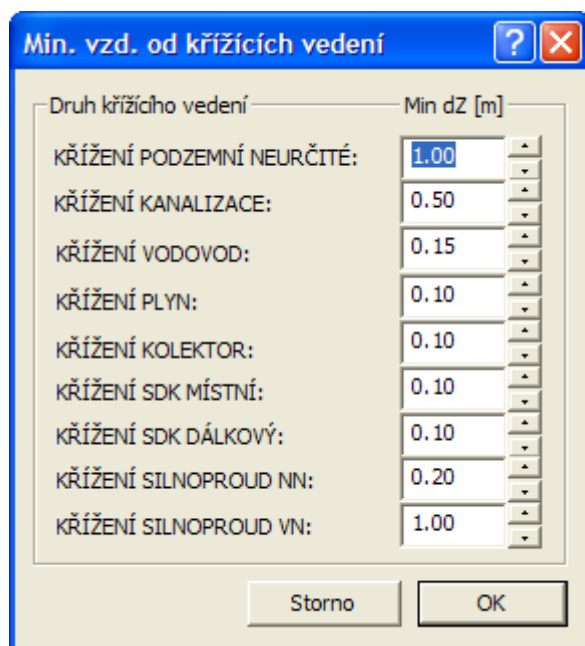 Min. vzd. od křížících vedení
Druh křížícího vedení Min dZ [m]
KŘÍŽENÍ PODZEMNÍ NEURČITÉ: 1.00
KŘÍŽENÍ KANALIZACE: 0.50
KŘÍŽENÍ VODOVOD: 0.15
KŘÍŽENÍ PLYN: 0.10
KŘÍŽENÍ KOLEKTOR: 0.10
KŘÍŽENÍ SDK MÍSTNÍ: 0.10
KŘÍŽENÍ SDK DÁLKOVÝ: 0.10
KŘÍŽENÍ SILNOPROUD NN: 0.20
KŘÍŽENÍ SILNOPROUD VN: 1.00
Storno OK